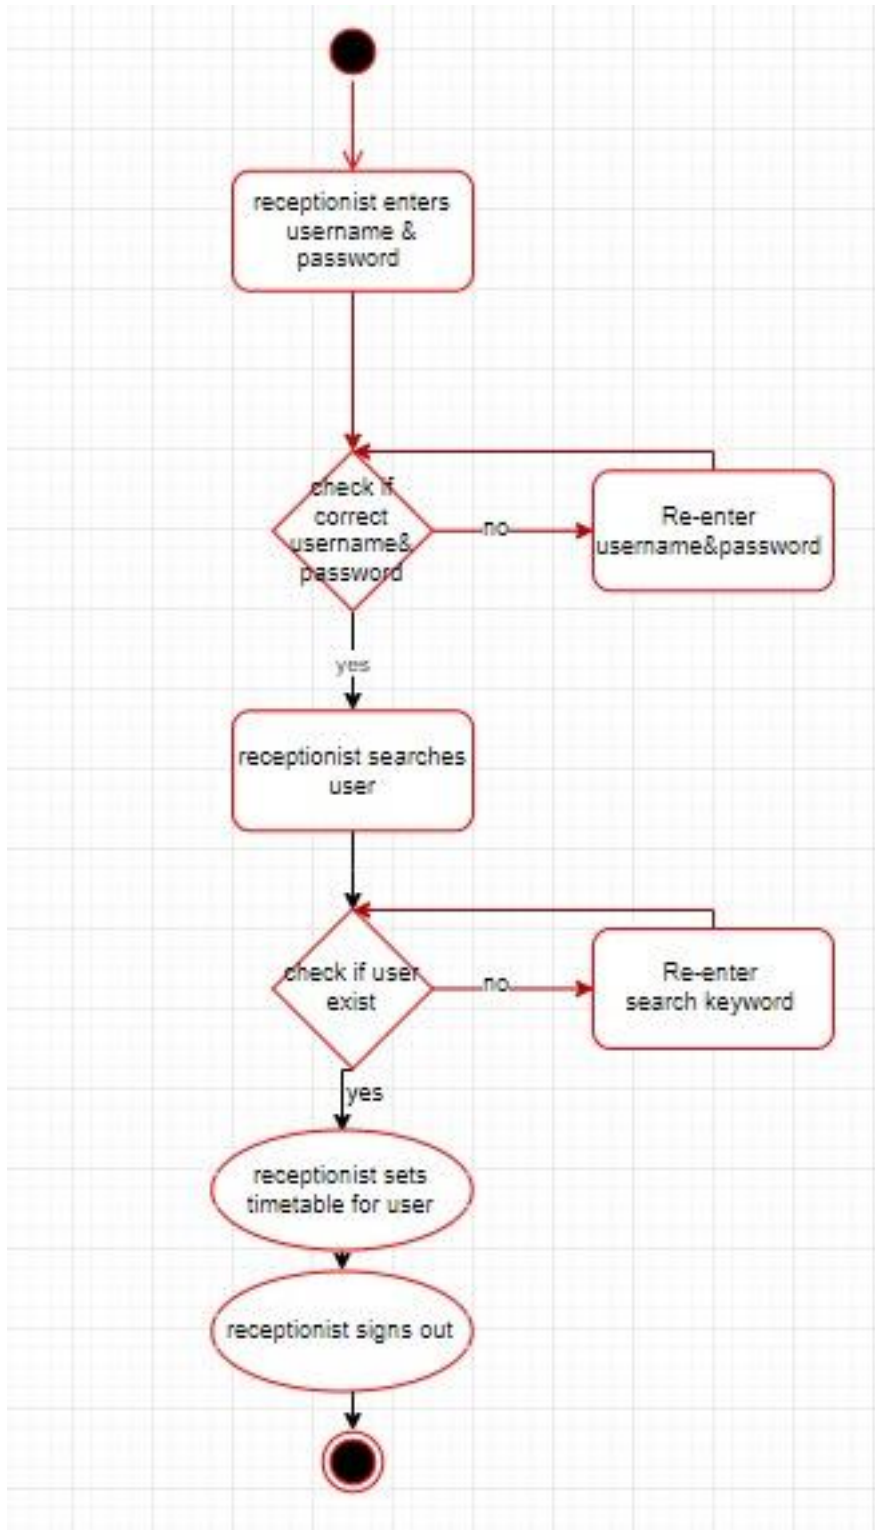 receptionist enters
username &
password
check if
correct
username&
password
no
Re-enter
username&password
yes
receptionist searches
user
check if user
exist
no
Re-enter
search keyword
yes
receptionist sets
timetable for user
receptionist signs out